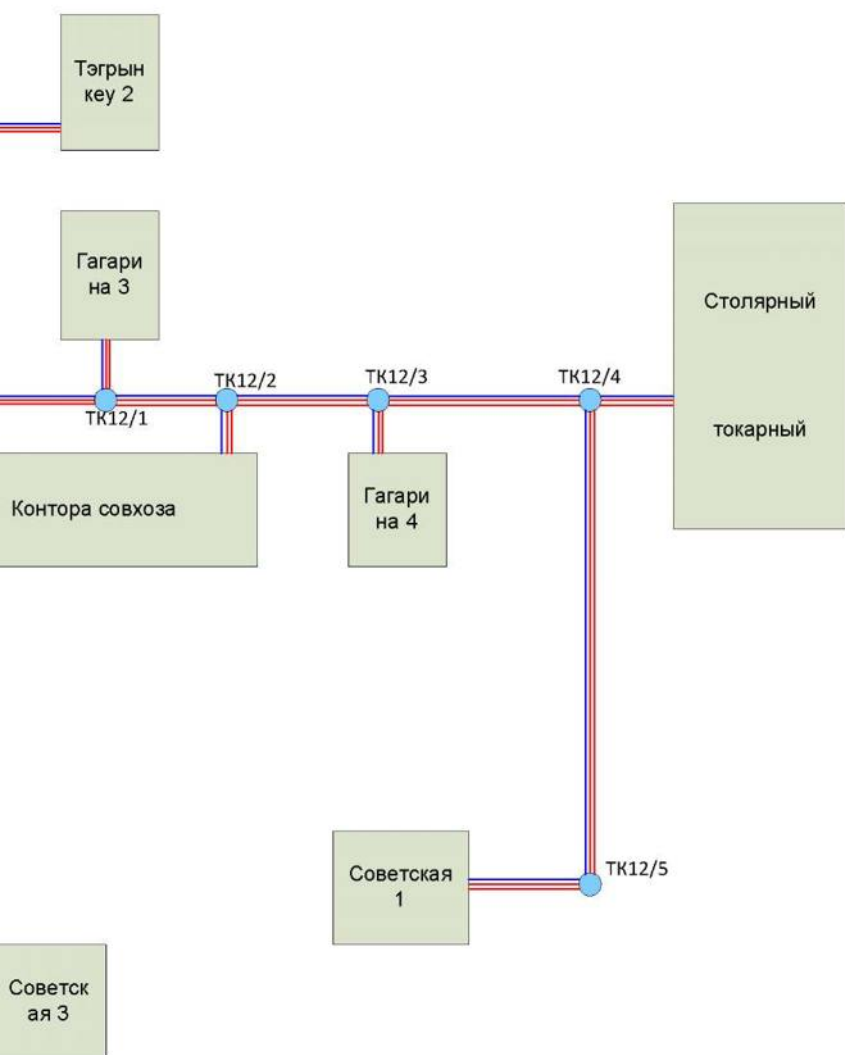 Тэгрын
кеу 2
Гагари
на 3
Столярный
ТК12/2
ТК12/3
ТК12/4
ТК12/1
токарный
Контора совхоза
Гагари
на 4
Советская
1
ТК12/5
Советск
ая 3